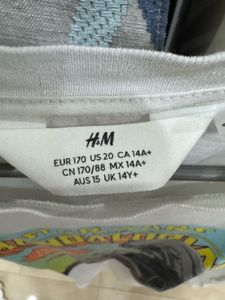 H&M
EUR 170 US 20 CA 14A+
CN 170/88 MX 14A+
AUS 15 UK 14Y+